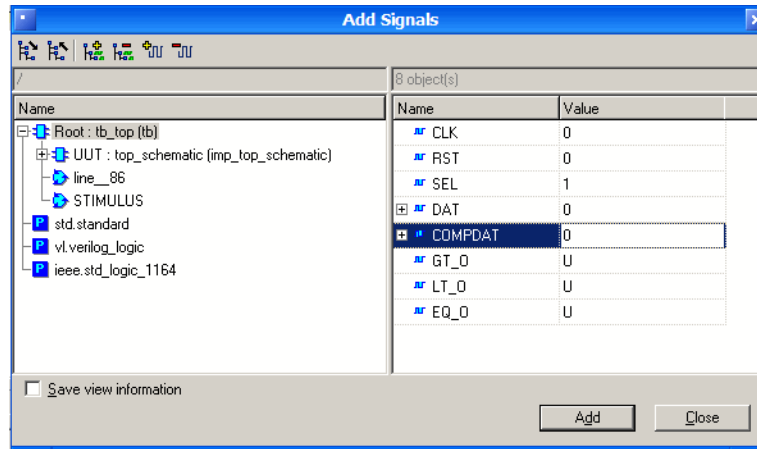 Add Signals
/
8 object(s)
Name
Root : tb_top (tb)
UUT : top_schematic (imp_top_schematic)
line__86
STIMULUS
P std.standard
P vl.verilog_logic
P ieee.std_logic_1164
Name Value
CLK 0
RST 0
SEL 1
DAT 0
COMPDAT 0
GT_O U
LT_O U
EQ_O U
Save view information
Add Close